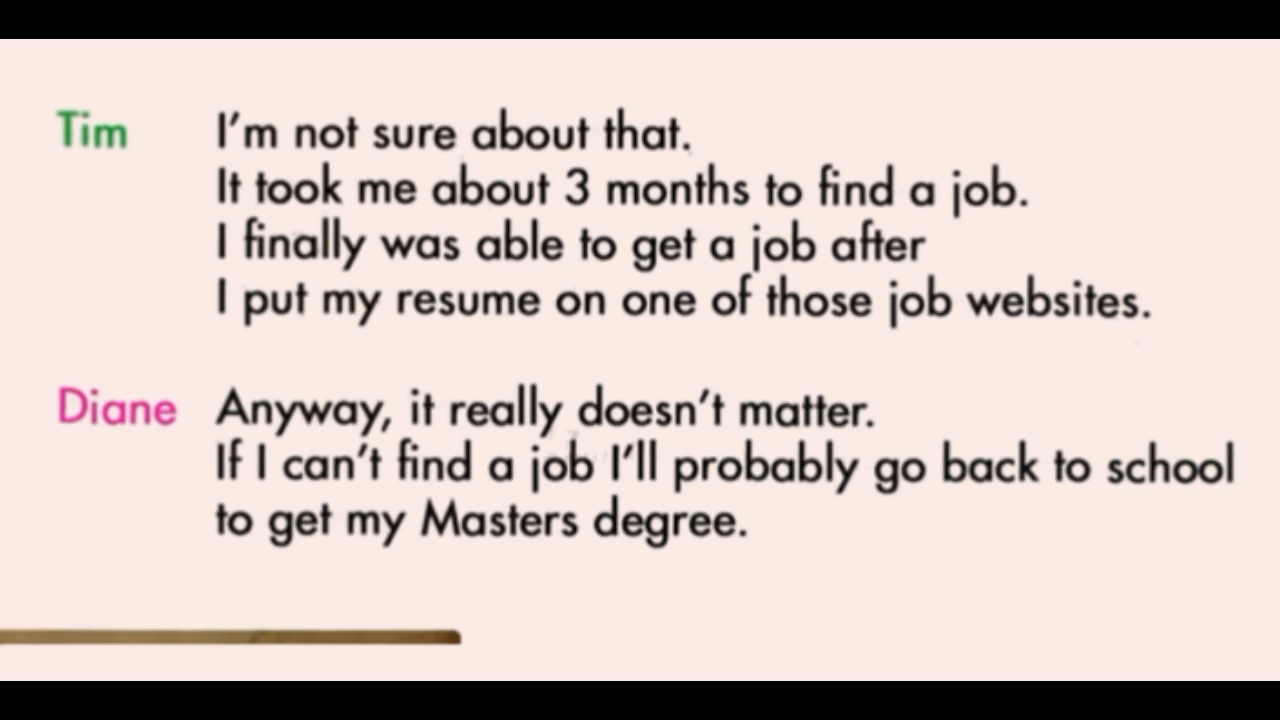 Tim I'm not sure about that.
It took me about 3 months to find a job.
I finally was able to get a job after
I put my resume on one of those job websites.
Diane Anyway, it really doesn't matter.
If I can't find a job I'll probably go back to school
to get my Masters degree.